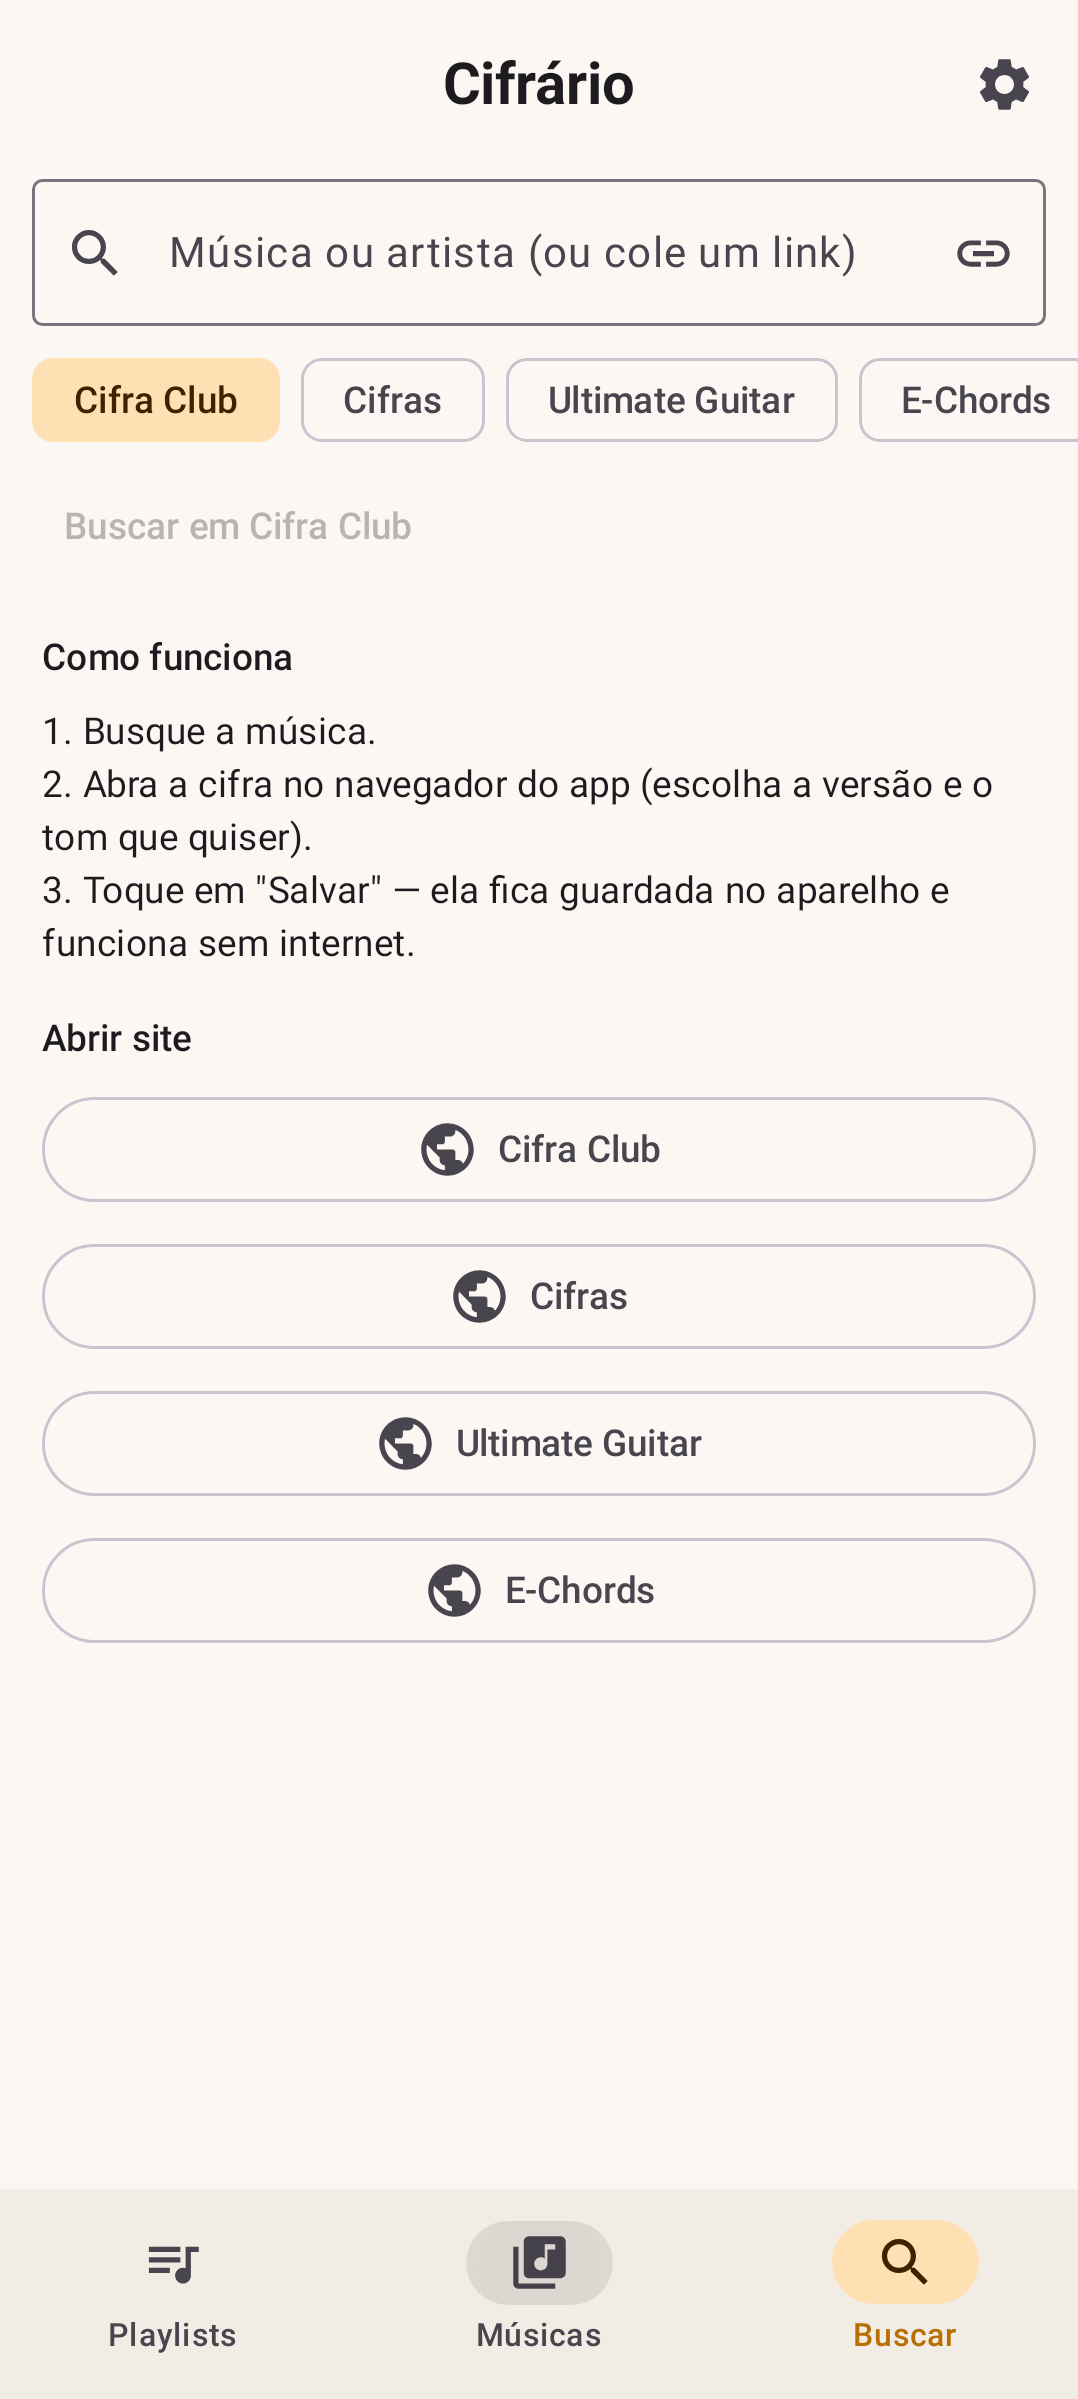 Cifrário
Música ou artista (ou cole um link)
Cifra Club
Cifras
Ultimate Guitar
E-Chords
Buscar em Cifra Club
Como funciona
1. Busque a música.
2. Abra a cifra no navegador do app (escolha a versão e o
tom que quiser).
3. Toque em "Salvar" — ela fica guardada no aparelho e
funciona sem internet.
Abrir site
Cifra Club
Cifras
Ultimate Guitar
E-Chords
Playlists
Músicas
Buscar